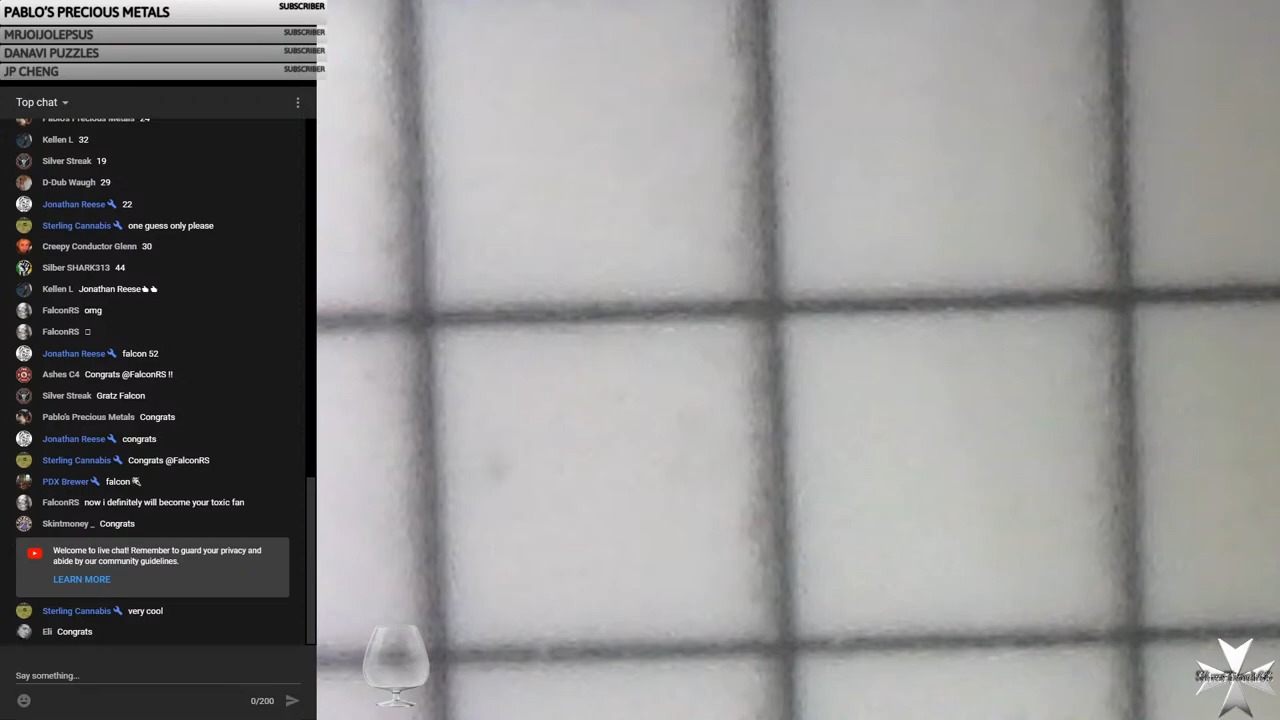 PABLO'S PRECIOUS METALS SUBSCRIBER
MRJOIJOLEPSUS SUBSCRIBER
DANAVI PUZZLES SUBSCRIBER
JP CHENG SUBSCRIBER
Top chat
Pablo's Precious Metals 24
Kellen L 32
Silver Streak 19
D-Dub Waugh 29
Jonathan Reese 22
Sterling Cannabis one guess only please
Creepy Conductor Glenn 30
Silber SHARK313 44
Kellen L Jonathan Reese
FalconRS omg
FalconRS
Jonathan Reese falcon 52
Ashes C4 Congrats @FalconRS !!
Silver Streak Gratz Falcon
Pablo's Precious Metals Congrats
Jonathan Reese congrats
Sterling Cannabis Congrats @FalconRS
PDX Brewer falcon
FalconRS now i definitely will become your toxic fan
Skintmoney _ Congrats
Welcome to live chat! Remember to guard your privacy and
abide by our community guidelines.
LEARN MORE
Sterling Cannabis very cool
Eli Congrats
Say something...
0/200